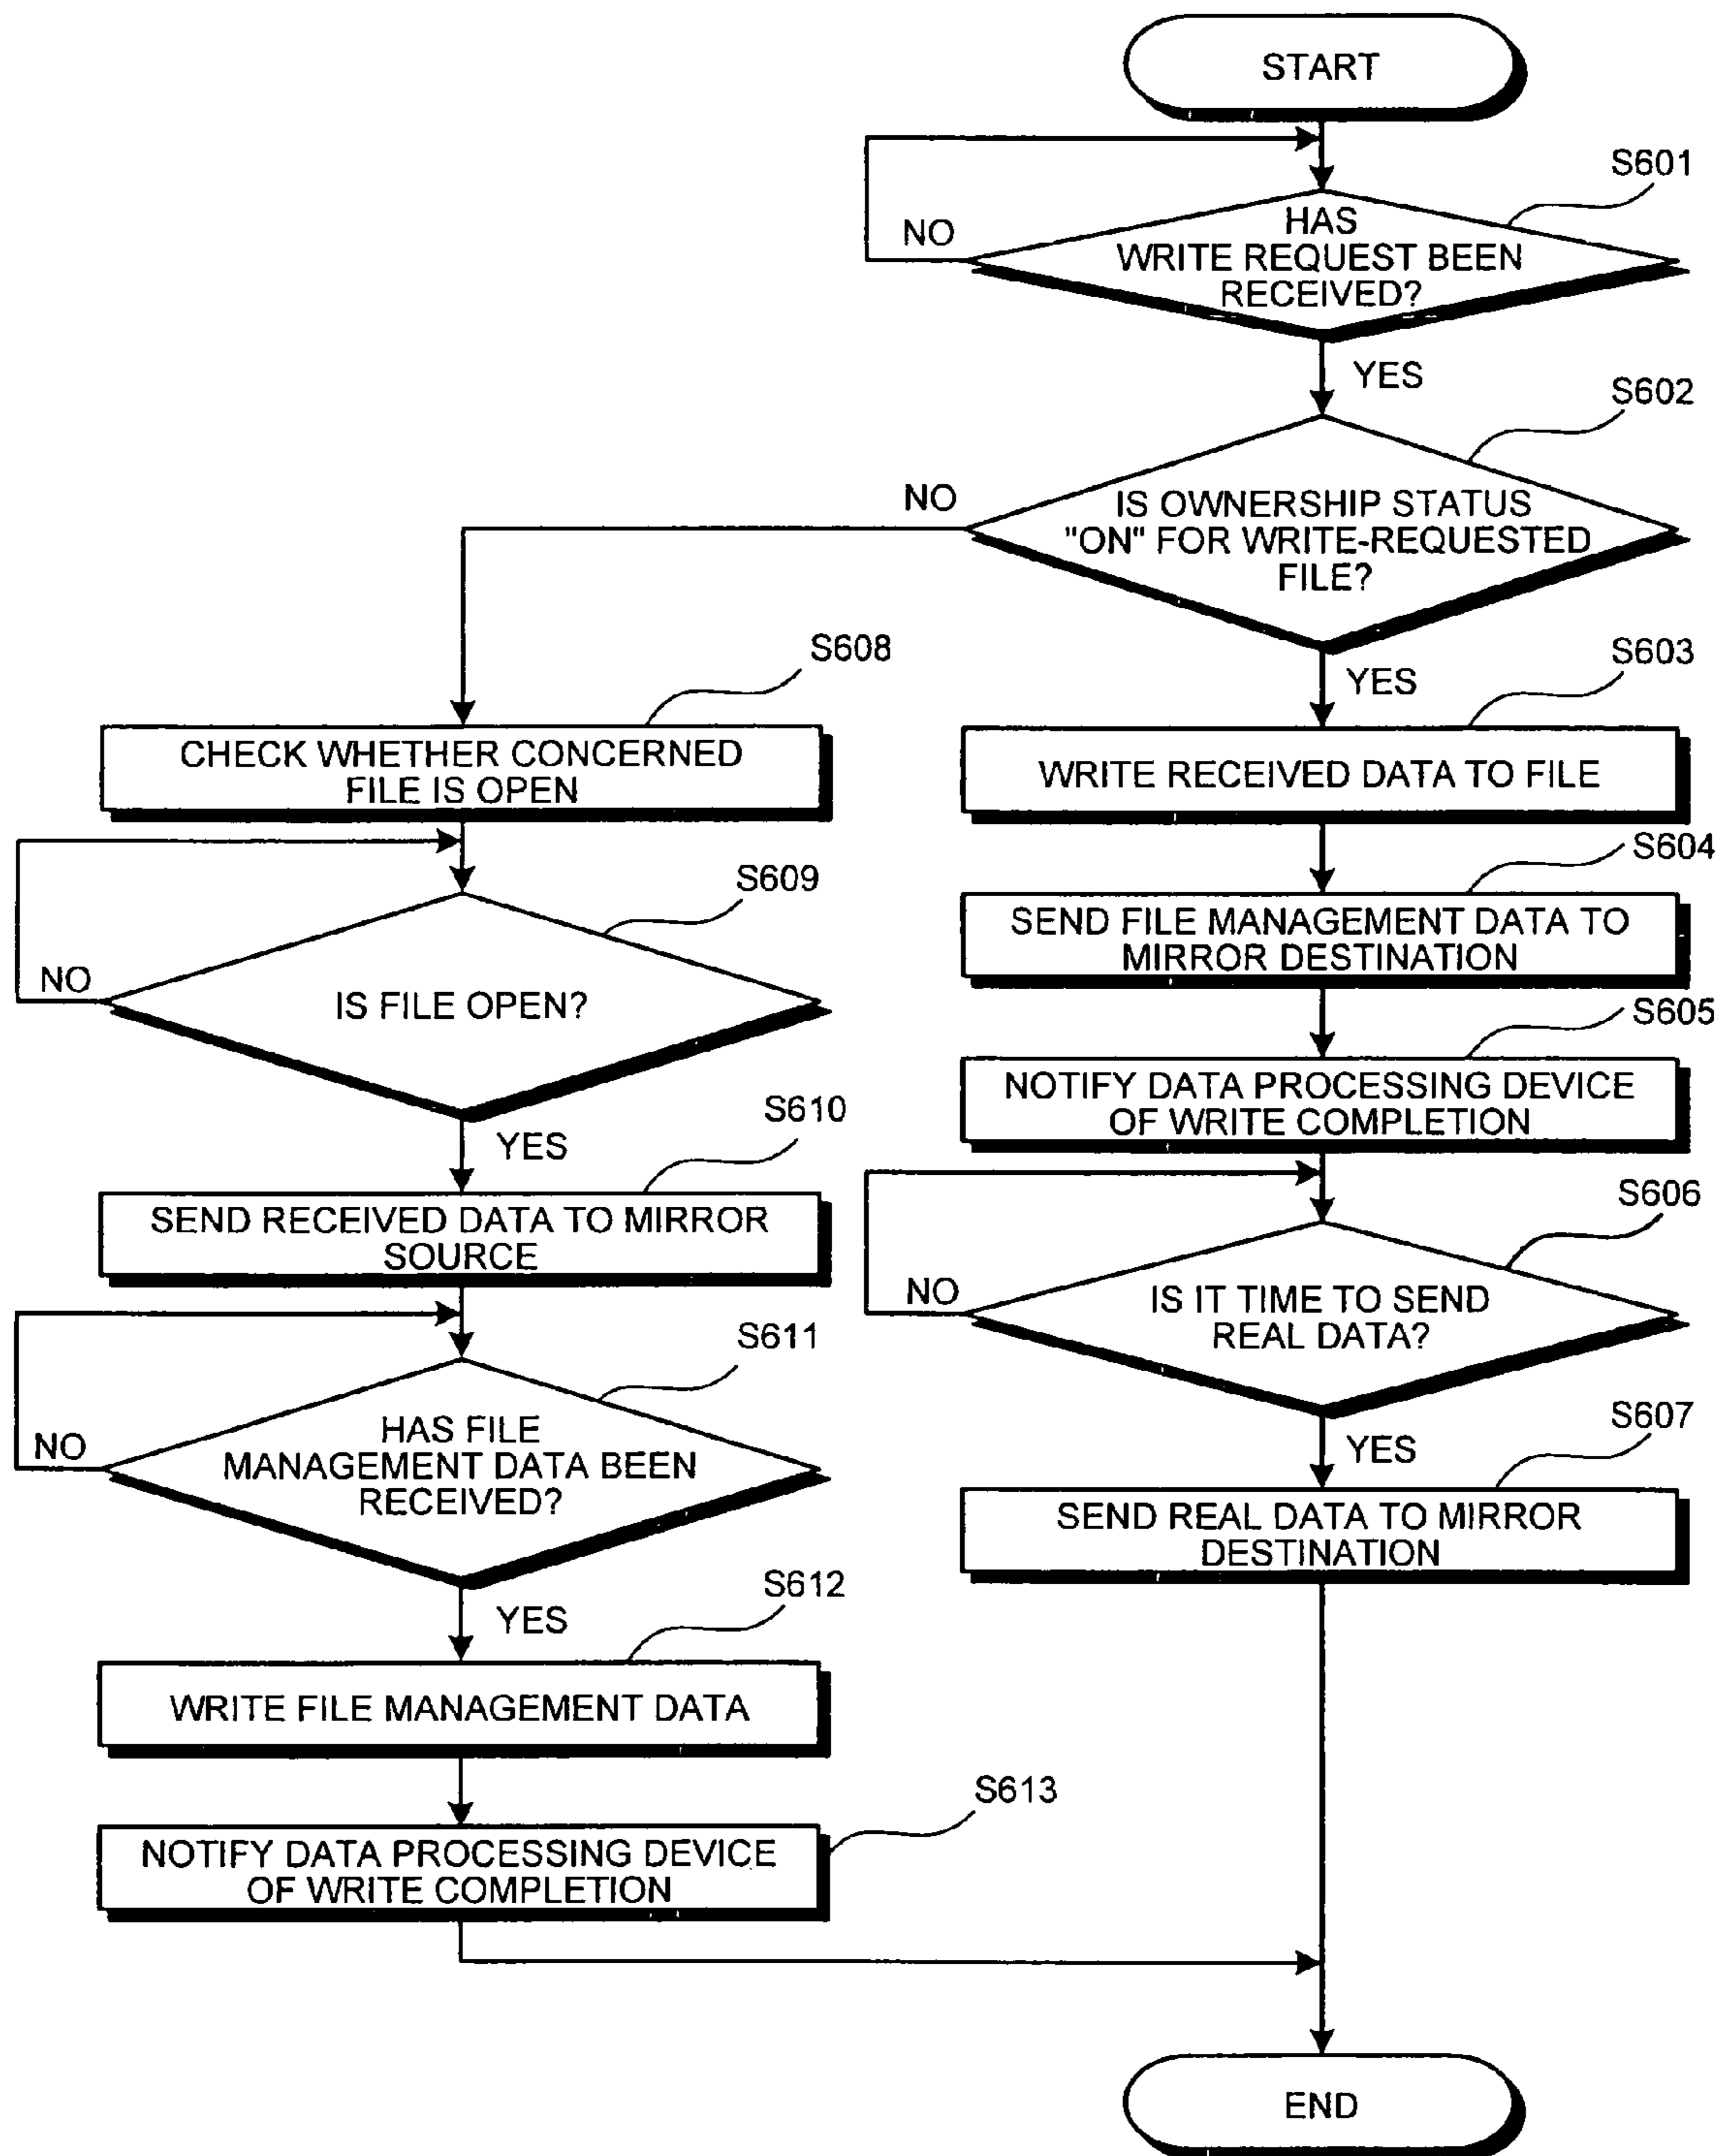 START
S601
HAS
WRITE REQUEST BEEN
RECEIVED?
NO
YES
S602
IS OWNERSHIP STATUS
"ON" FOR WRITE-REQUESTED
FILE?
NO
YES
S603
WRITE RECEIVED DATA TO FILE
S604
SEND FILE MANAGEMENT DATA TO
MIRROR DESTINATION
S605
NOTIFY DATA PROCESSING DEVICE
OF WRITE COMPLETION
S606
IS IT TIME TO SEND
REAL DATA?
NO
YES
S607
SEND REAL DATA TO MIRROR
DESTINATION
S608
CHECK WHETHER CONCERNED
FILE IS OPEN
S609
IS FILE OPEN?
NO
YES
S610
SEND RECEIVED DATA TO MIRROR
SOURCE
S611
HAS FILE
MANAGEMENT DATA BEEN
RECEIVED?
NO
YES
S612
WRITE FILE MANAGEMENT DATA
S613
NOTIFY DATA PROCESSING DEVICE
OF WRITE COMPLETION
END